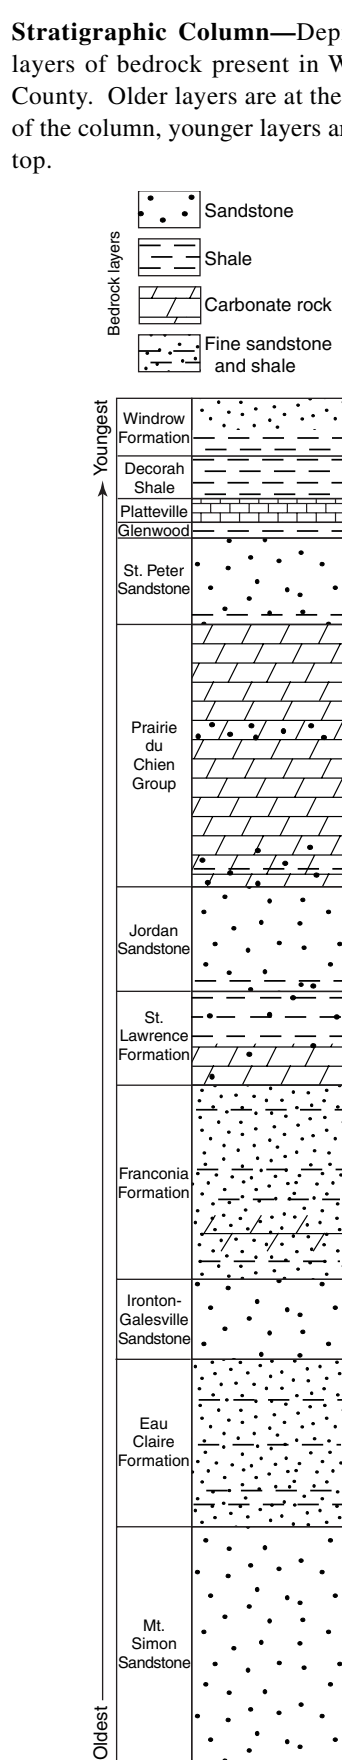 Stratigraphic Column—Dep
layers of bedrock present in W
County. Older layers are at the
of the column, younger layers ar
top.
Bedrock layers
Sandstone
Shale
Carbonate rock
Fine sandstone
and shale
Youngest
Windrow
Formation
Decorah
Shale
Platteville
Glenwood
St. Peter
Sandstone
Prairie
du
Chien
Group
Jordan
Sandstone
St.
Lawrence
Formation
Franconia
Formation
Ironton-
Galesville
Sandstone
Eau
Claire
Formation
Mt.
Simon
Sandstone
Oldest